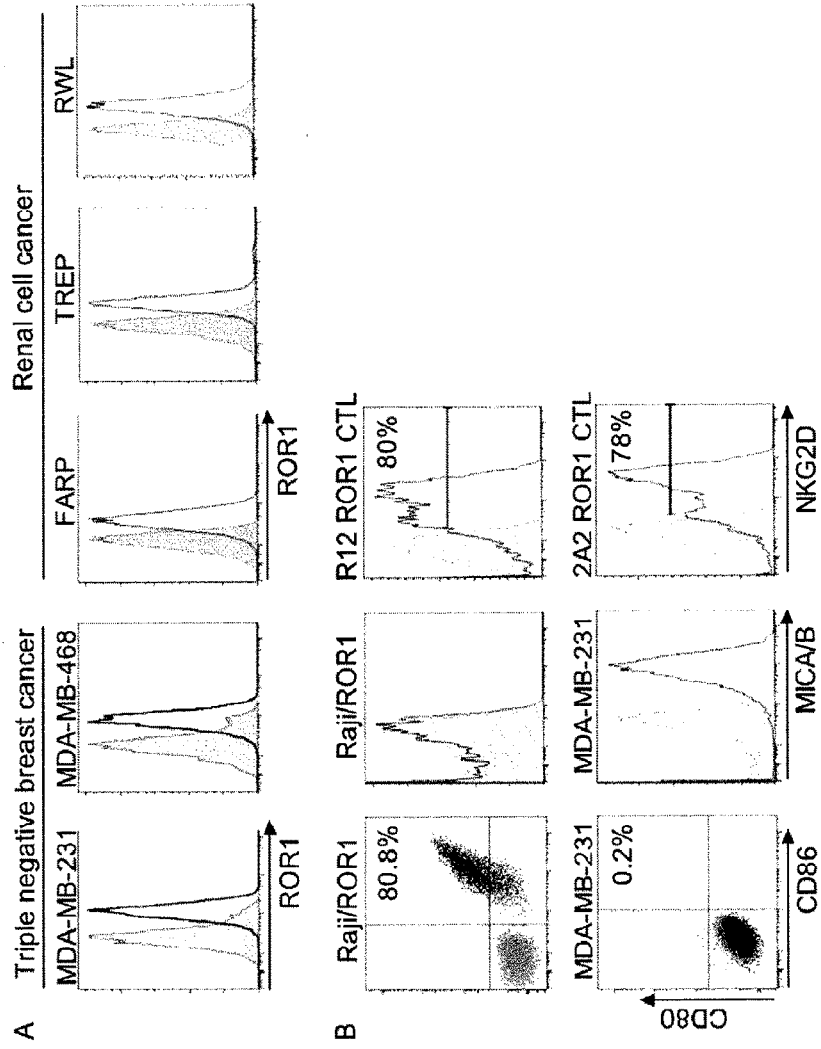 A
Triple negative breast cancer
Renal cell cancer
MDA-MB-231
MDA-MB-468
FARP
TREP
RWL
ROR1
ROR1
B
Raji/ROR1
Raji/ROR1
R12 ROR1 CTL
80.8%
80%
MDA-MB-231
MDA-MB-231
2A2 ROR1 CTL
0.2%
78%
CD80
CD86
MICA/B
NKG2D